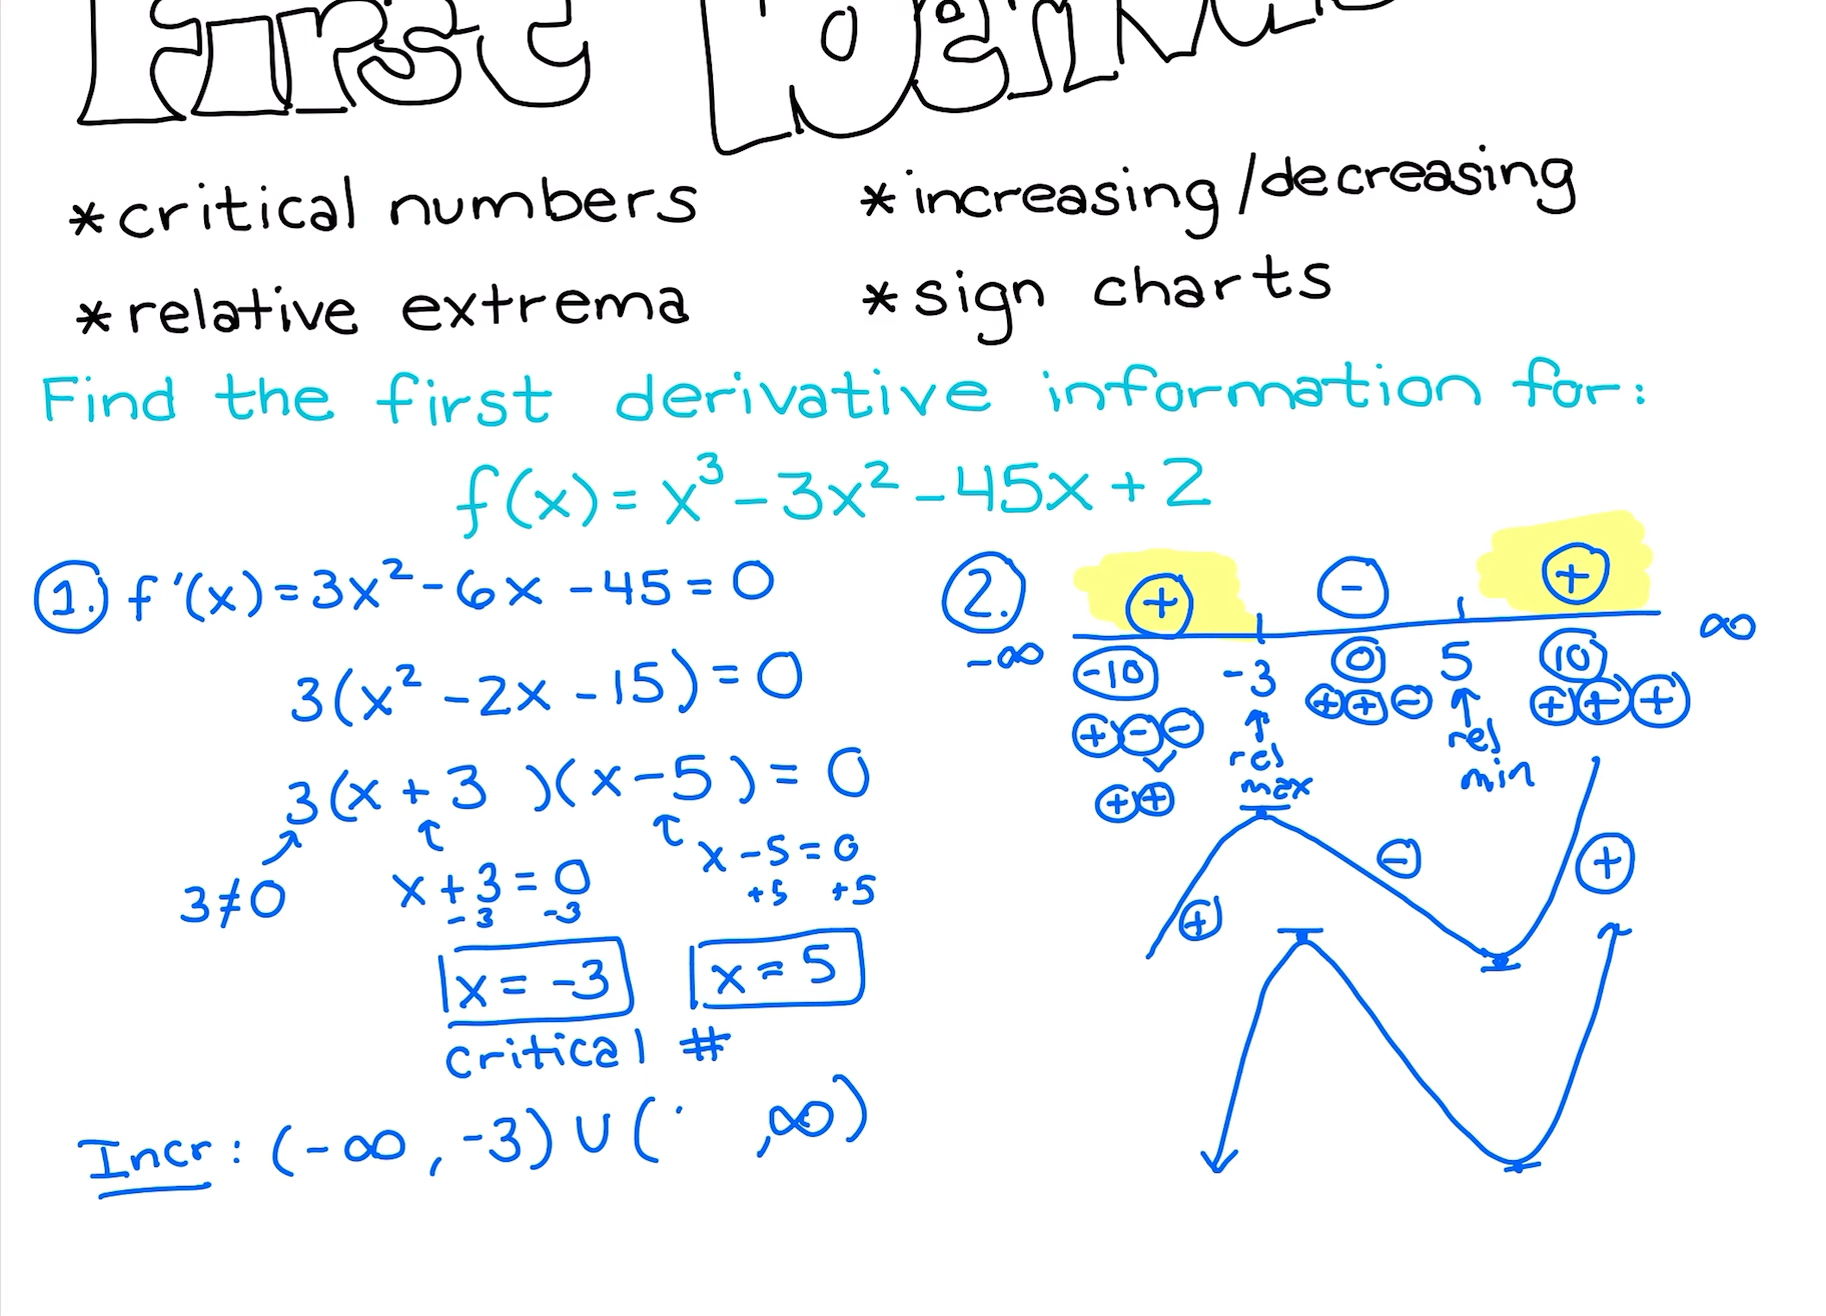 First Deriva
*critical numbers *increasing/decreasing
*relative extrema *sign charts
Find the first derivative information for:
f(x)=x³-3x²-45x+2
1. f'(x)=3x²-6x-45=0
3(x²-2x-15)=0
3(x+3)(x-5)=0
3≠0
x+3=0
-3 -3
x-5=0
+5 +5
x=-3
x=5
critical #
Incr: (-∞, -3)∪( ,∞)
2. + - +
-∞ -10 -3 0 5 10 ∞
+ - - + + - + + +
+ +
rel
max
rel
min
+ - +